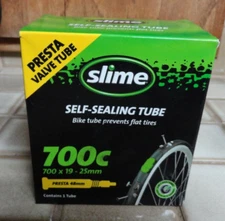 PRESTA
VALVE TUBE
slime
SELF-SEALING TUBE
Bike tube prevents flat tires
700c
700 x 19 - 25mm
PRESTA 48mm
Contains 1 Tube